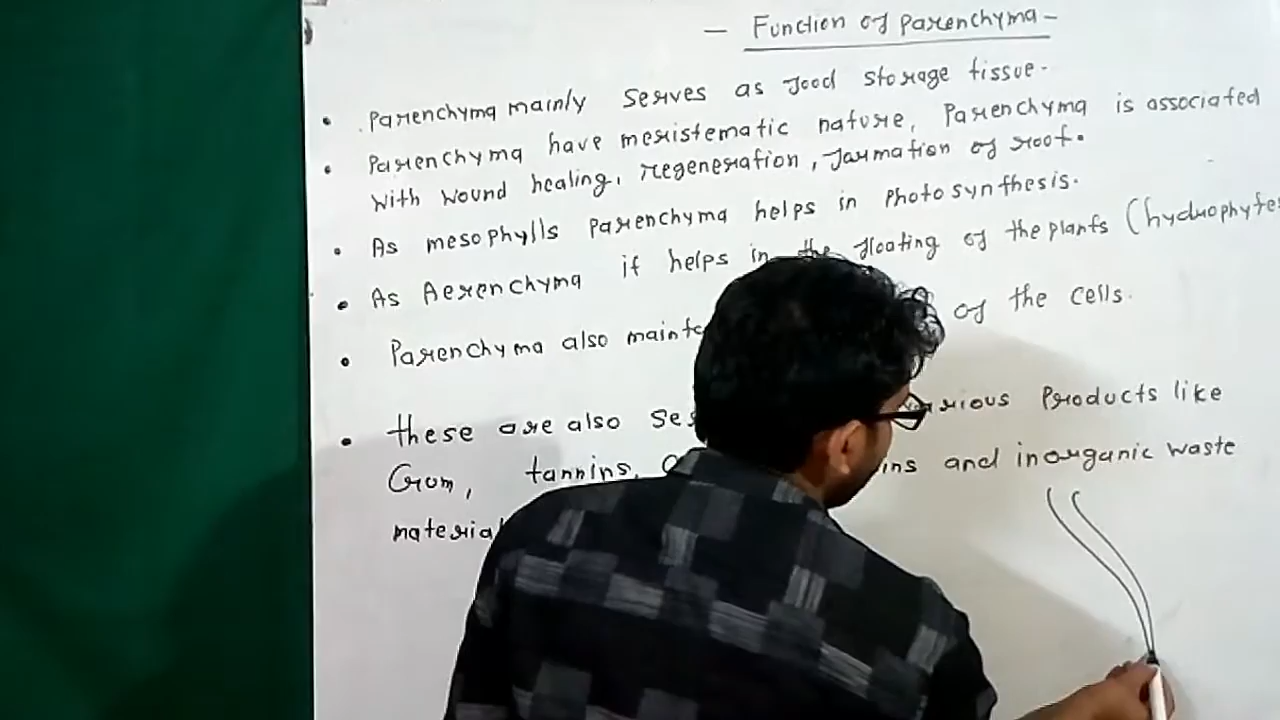 — Function of Parenchyma —
• Parenchyma mainly serves as food storage tissue.
• Parenchyma have meristematic nature, Parenchyma is associated
with wound healing, regeneration, formation of root.
• As mesophylls Parenchyma helps in Photosynthesis.
• As Aerenchyma it helps in the floating of the plants (hydrophytes
• Parenchyma also of the cells.
• these are also Products like
Gum, tannins, and inorganic waste